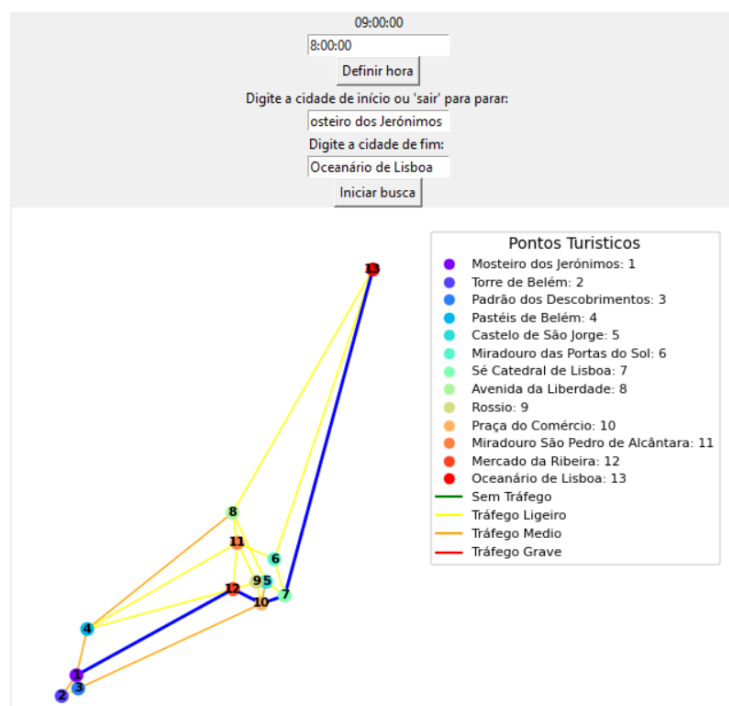 09:00:00
8:00:00
Definir hora
Digite a cidade de início ou 'sair' para parar:
osteiro dos Jerónimos
Digite a cidade de fim:
Oceanário de Lisboa
Iniciar busca
Pontos Turisticos
Mosteiro dos Jerónimos: 1
Torre de Belém: 2
Padrão dos Descobrimentos: 3
Pastéis de Belém: 4
Castelo de São Jorge: 5
Miradouro das Portas do Sol: 6
Sé Catedral de Lisboa: 7
Avenida da Liberdade: 8
Rossio: 9
Praça do Comércio: 10
Miradouro São Pedro de Alcântara: 11
Mercado da Ribeira: 12
Oceanário de Lisboa: 13
Sem Tráfego
Tráfego Ligeiro
Tráfego Medio
Tráfego Grave
13
8
11
6
9
5
12
7
10
4
1
3
2